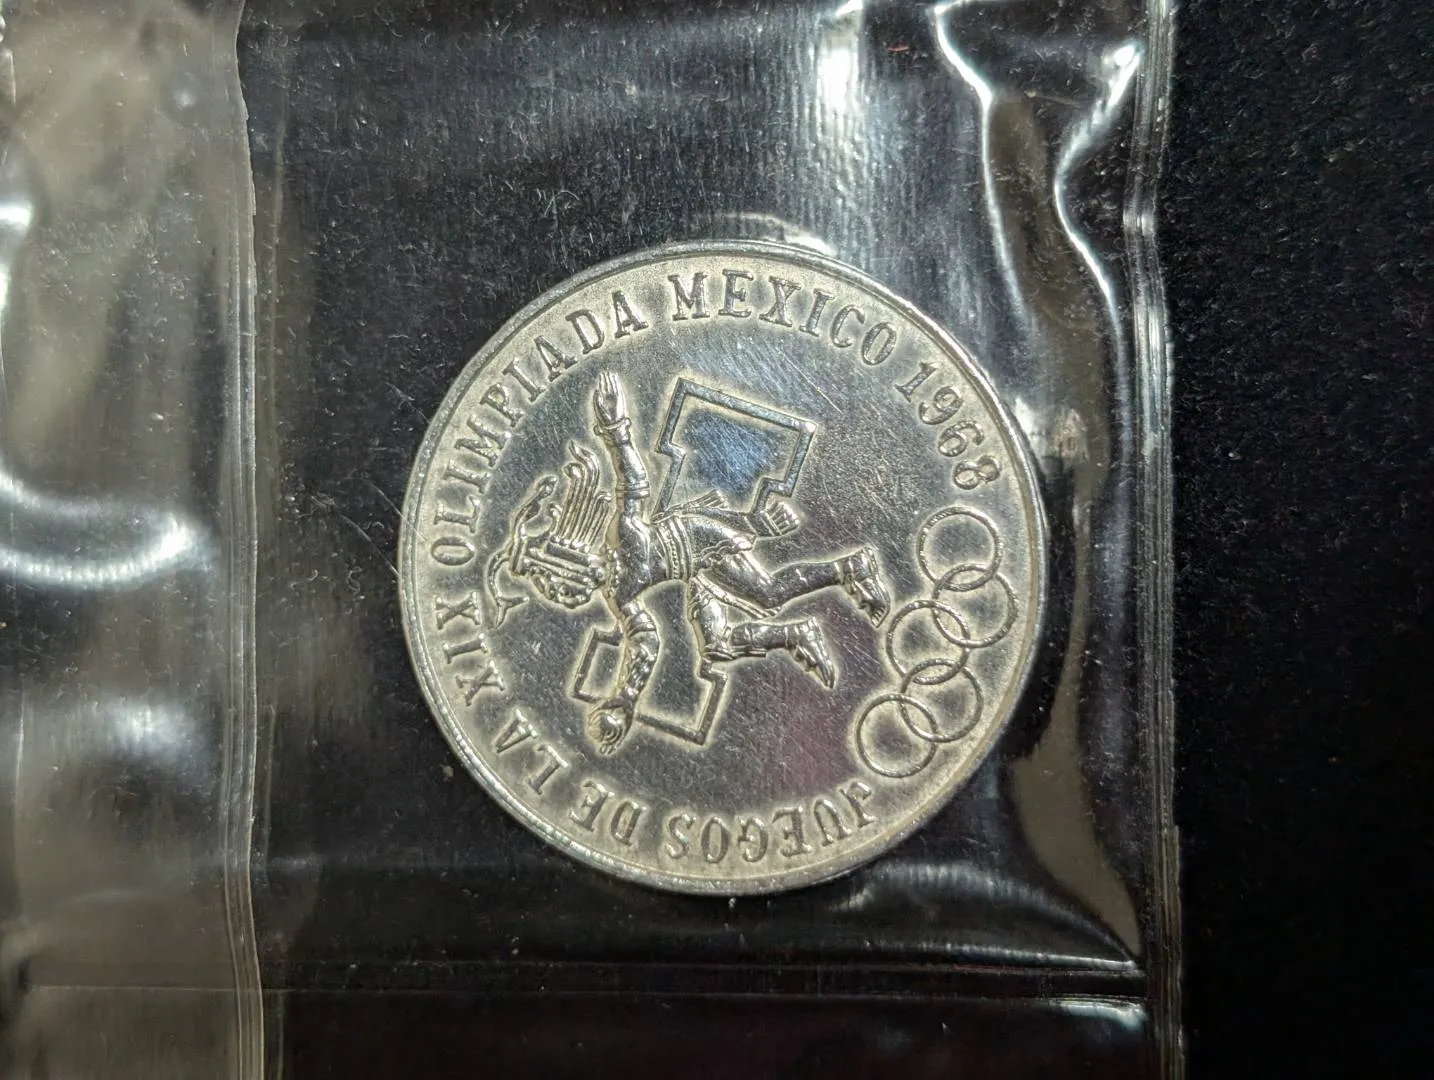 JUEGOS DE LA XIX OLIMPIADA MEXICO 1968